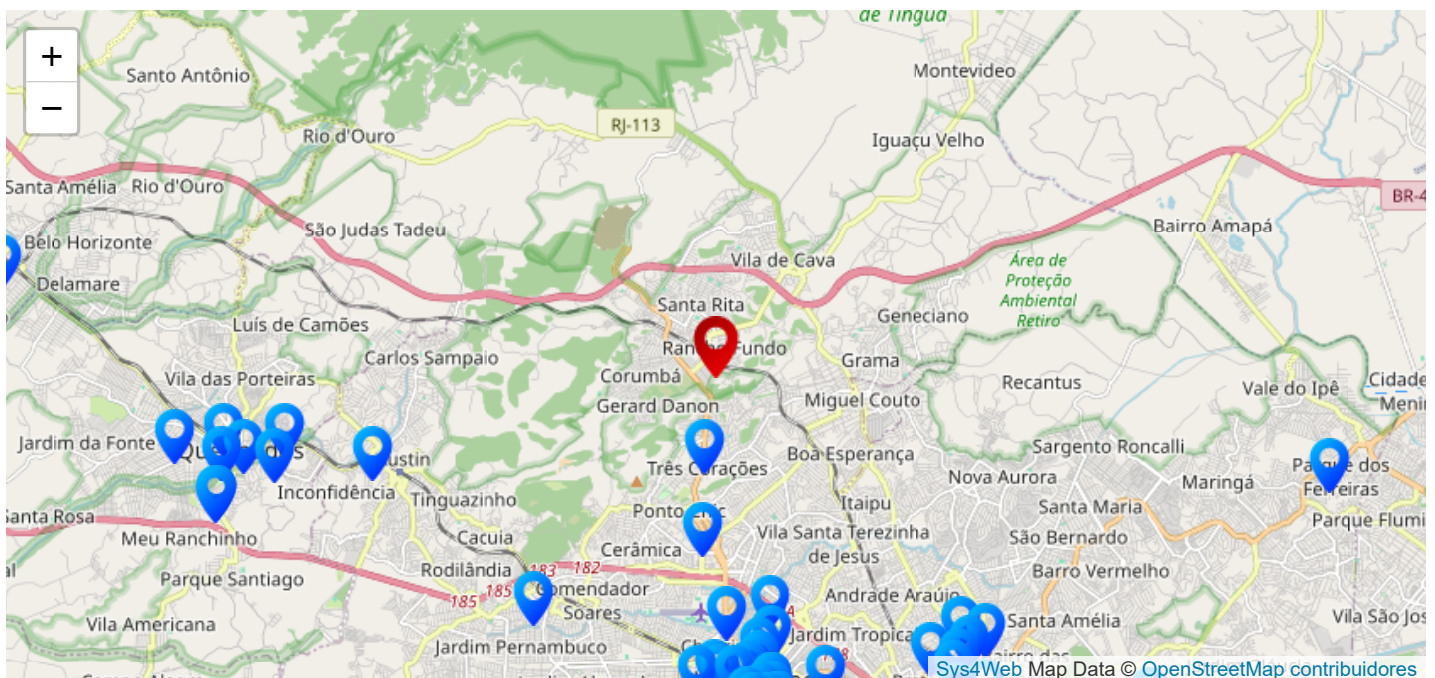 de Tinguá
+
−
Santo Antônio
Montevideo
RJ-113
Rio d'Ouro
Iguaçu Velho
Santa Amélia
Rio d'Ouro
BR-4
São Judas Tadeu
Bairro Amapá
Belo Horizonte
Vila de Cava
Área de
Proteção
Ambiental
Retiro
Delamare
Santa Rita
Geneciano
Luís de Camões
Carlos Sampaio
Fundo
Grama
Vila das Porteiras
Corumbá
Recantus
Vale do Ipê
Cidade
Meni
Gerard Danon
Miguel Couto
Jardim da Fonte
Três Corações
Boa Esperança
Sargento Roncalli
Inconfidência
Tinguazinho
Nova Aurora
Maringá
Parque dos
Ferreiras
Santa Rosa
Itaipu
Santa Maria
Parque Flumi
Meu Ranchinho
Cacuia
Cerâmica
Vila Santa Terezinha
de Jesus
São Bernardo
Rodilândia
183
182
Barro Vermelho
Parque Santiago
185
185
Comendador
Soares
Andrade Araújo
Vila Americana
Jardim Pernambuco
Jardim Tropica
Santa Amélia
Vila São Jos
Sys4Web Map Data © OpenStreetMap contribuidores